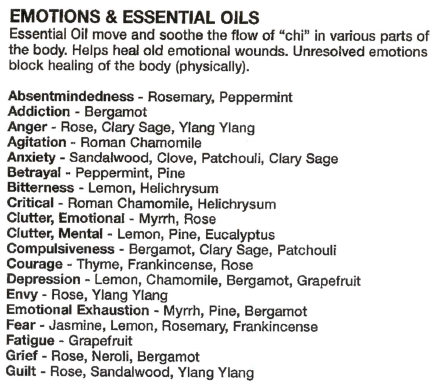 EMOTIONS & ESSENTIAL OILS
Essential Oil move and soothe the flow of "chi" in various parts of
the body. Helps heal old emotional wounds. Unresolved emotions
block healing of the body (physically).
Absentmindedness - Rosemary, Peppermint
Addiction - Bergamot
Anger - Rose, Clary Sage, Ylang Ylang
Agitation - Roman Chamomile
Anxiety - Sandalwood, Clove, Patchouli, Clary Sage
Betrayal - Peppermint, Pine
Bitterness - Lemon, Helichrysum
Critical - Roman Chamomile, Helichrysum
Clutter, Emotional - Myrrh, Rose
Clutter, Mental - Lemon, Pine, Eucalyptus
Compulsiveness - Bergamot, Clary Sage, Patchouli
Courage - Thyme, Frankincense, Rose
Depression - Lemon, Chamomile, Bergamot, Grapefruit
Envy - Rose, Ylang Ylang
Emotional Exhaustion - Myrrh, Pine, Bergamot
Fear - Jasmine, Lemon, Rosemary, Frankincense
Fatigue - Grapefruit
Grief - Rose, Neroli, Bergamot
Guilt - Rose, Sandalwood, Ylang Ylang